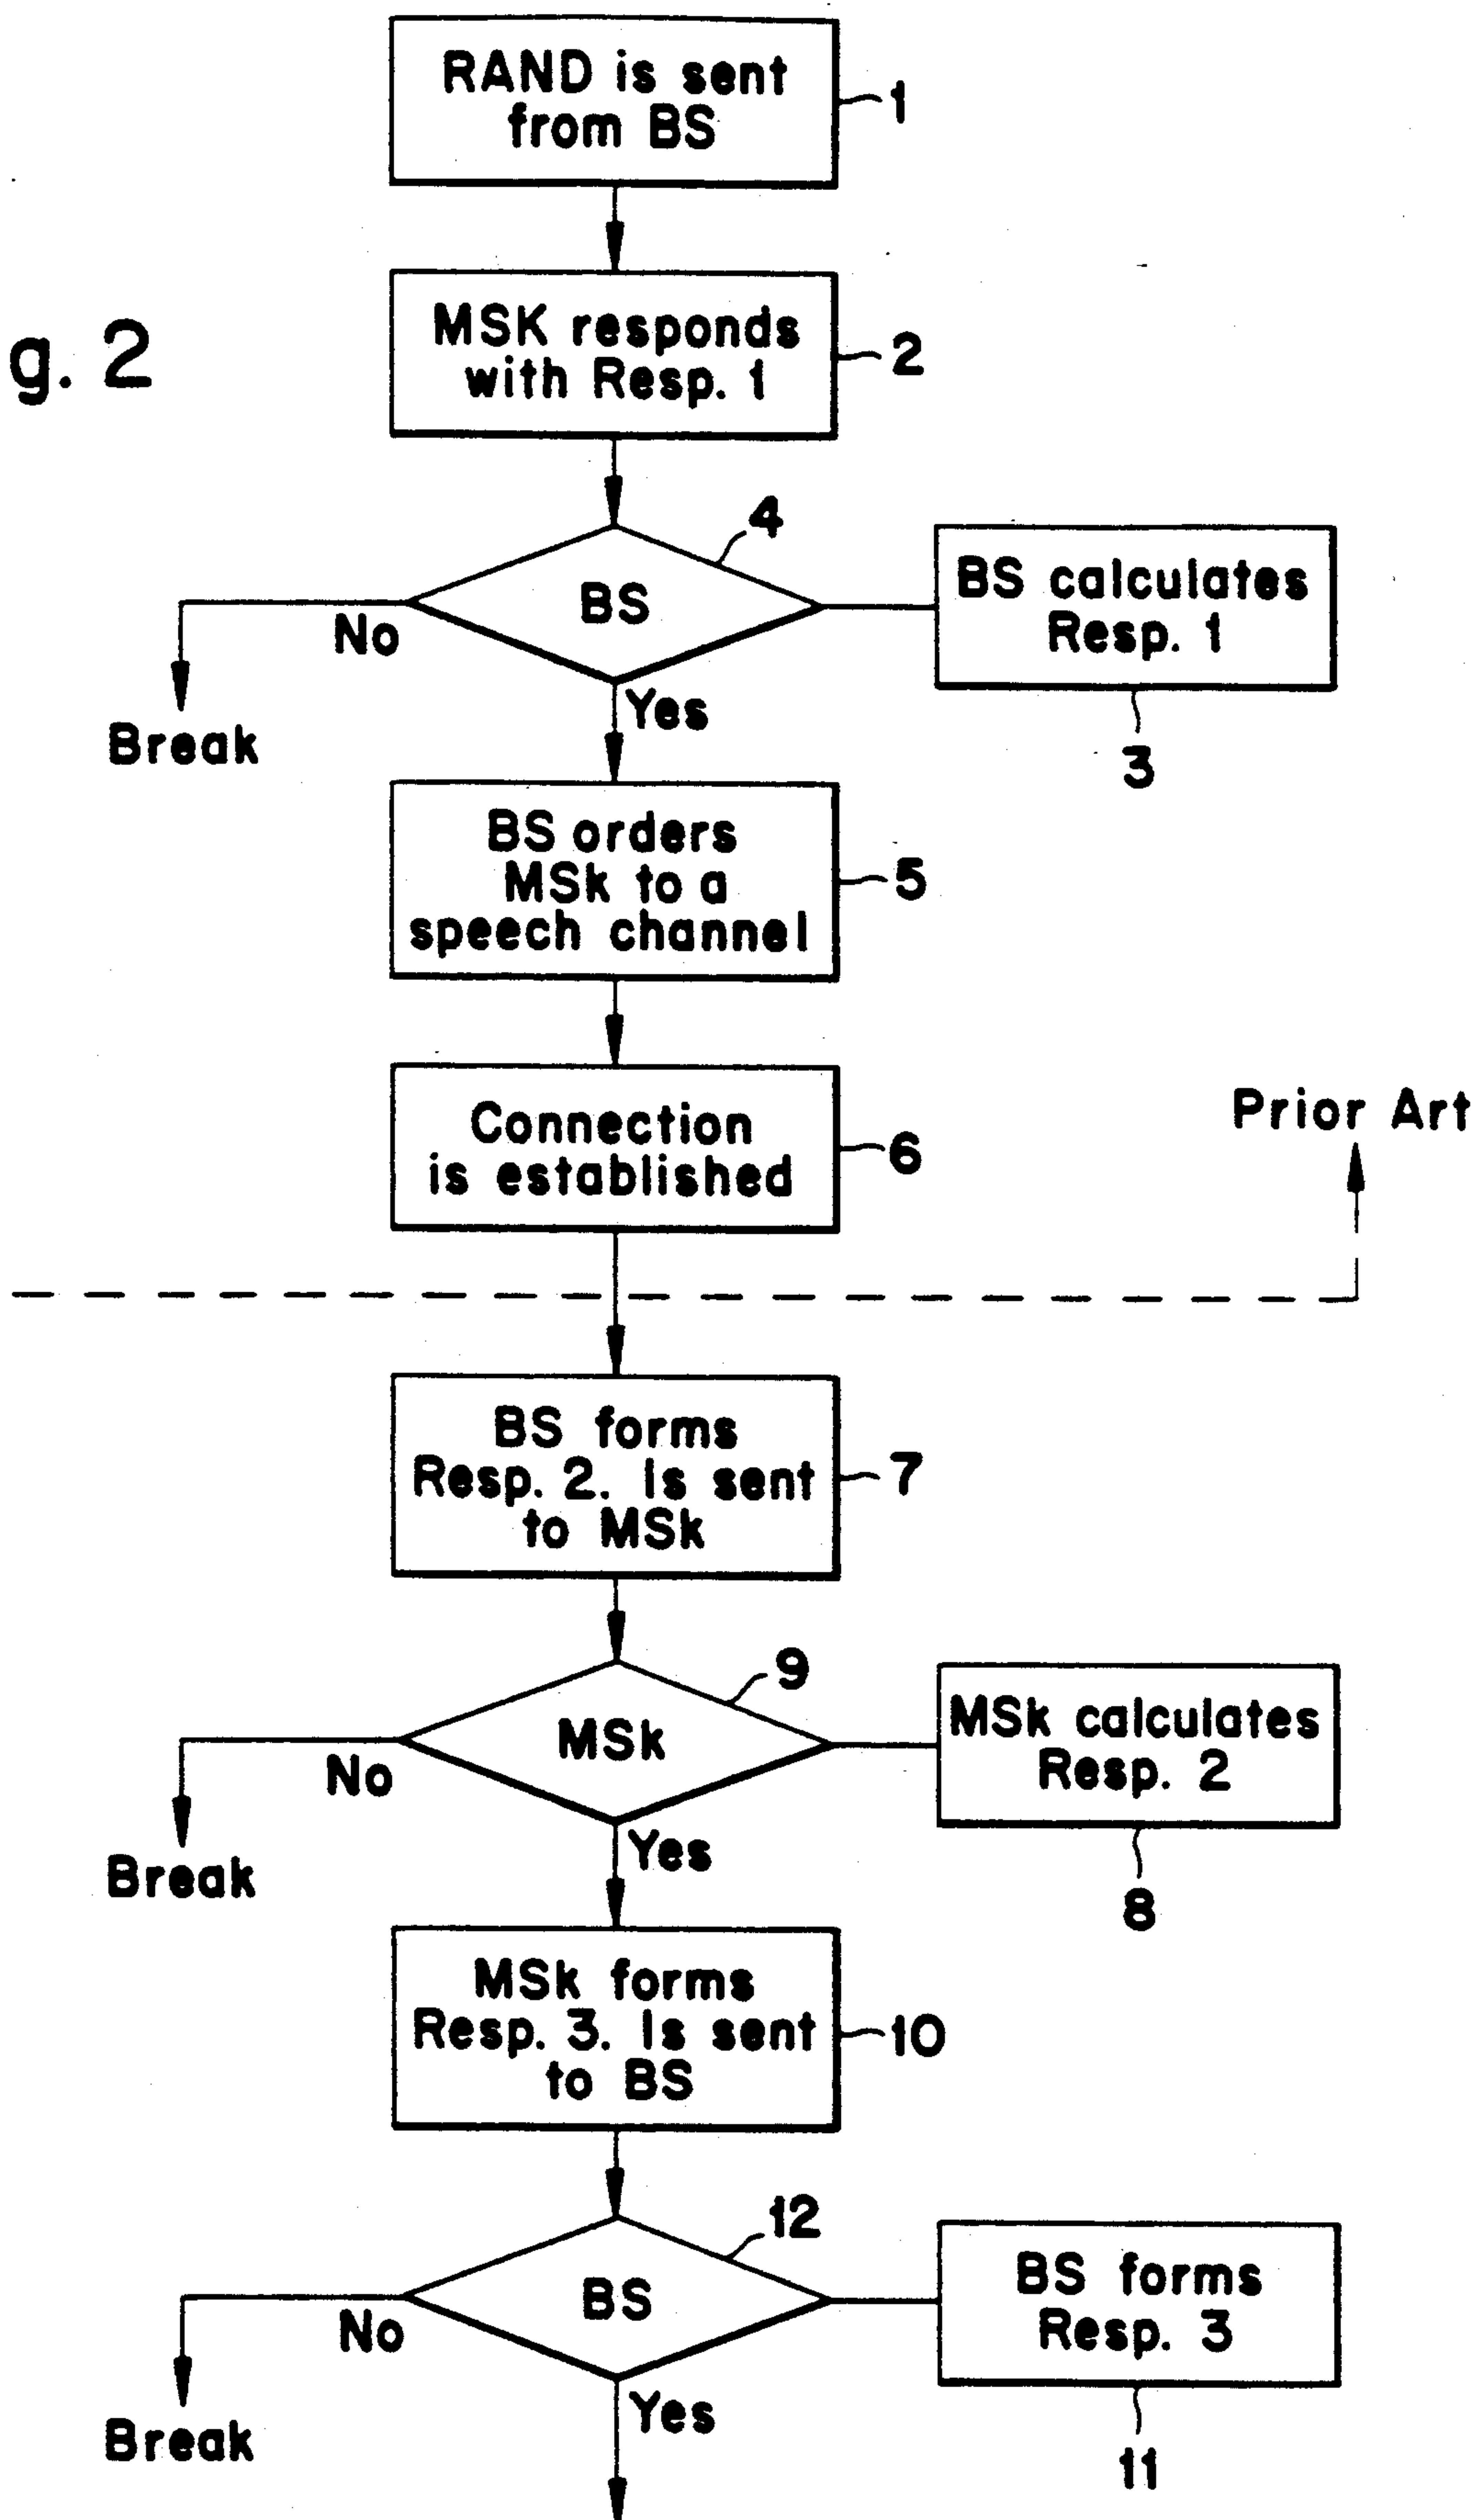 RAND is sent
from BS
1
g. 2
MSK responds
with Resp. 1
2
4
BS
BS calculates
Resp. 1
3
No
Yes
Break
BS orders
MSk to a
speech channel
5
Connection
is established
6
Prior Art
BS forms
Resp. 2. Is sent
to MSk
7
9
MSk
MSk calculates
Resp. 2
8
No
Yes
Break
MSk forms
Resp. 3. Is sent
to BS
10
12
BS
BS forms
Resp. 3
11
No
Yes
Break